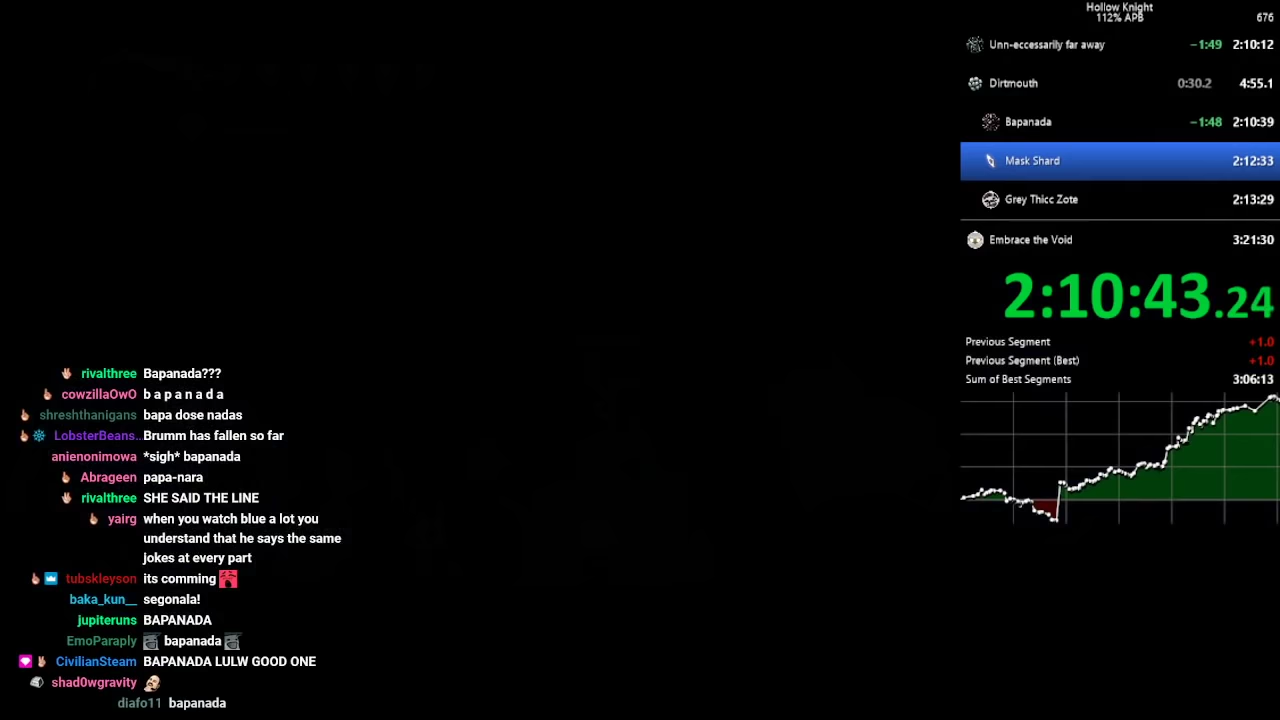 Hollow Knight
112% APB 676
Unn-eccessarily far away −1:49 2:10:12
Dirtmouth 0:30.2 4:55.1
Bapanada −1:48 2:10:39
Mask Shard 2:12:33
Grey Thicc Zote 2:13:29
Embrace the Void 3:21:30
2:10:43.24
Previous Segment +1.0
Previous Segment (Best) +1.0
Sum of Best Segments 3:06:13
rivalthree Bapanada???
cowzillaOwO b a p a n a d a
shreshthanigans bapa dose nadas
LobsterBeans.. Brumm has fallen so far
anienonimowa *sigh* bapanada
Abrageen papa-nara
rivalthree SHE SAID THE LINE
yairg when you watch blue a lot you
understand that he says the same
jokes at every part
tubskleyson its comming
baka_kun__ segonala!
jupiteruns BAPANADA
EmoParaply bapanada
CivilianSteam BAPANADA LULW GOOD ONE
shad0wgravity
diafo11 bapanada